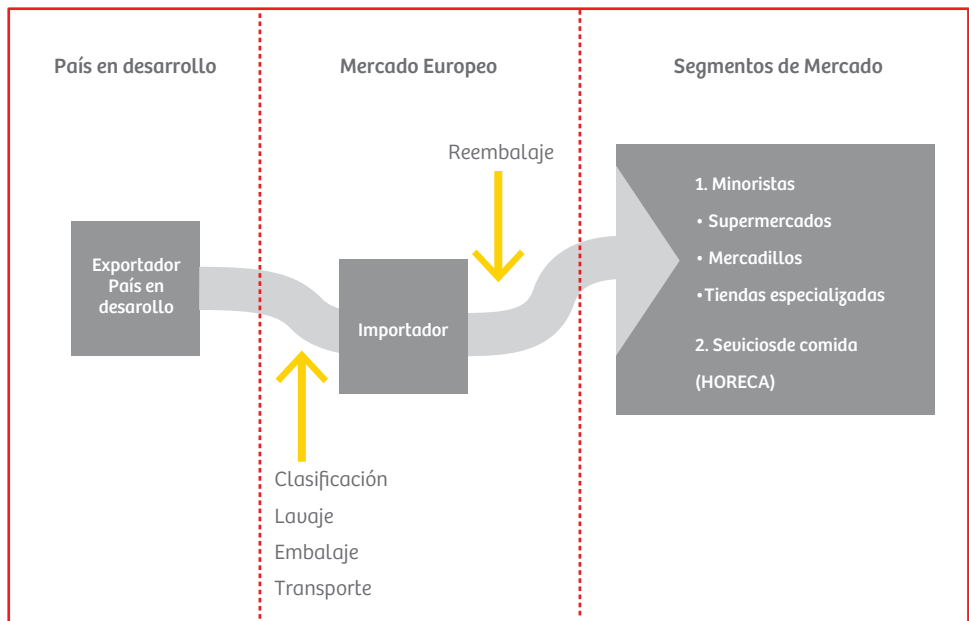 País en desarrollo
Mercado Europeo
Segmentos de Mercado
Reembalaje
Exportador
País en
desarollo
Importador
1. Minoristas
• Supermercados
• Mercadillos
•Tiendas especializadas
2. Seviciosde comida
(HORECA)
Clasificación
Lavaje
Embalaje
Transporte